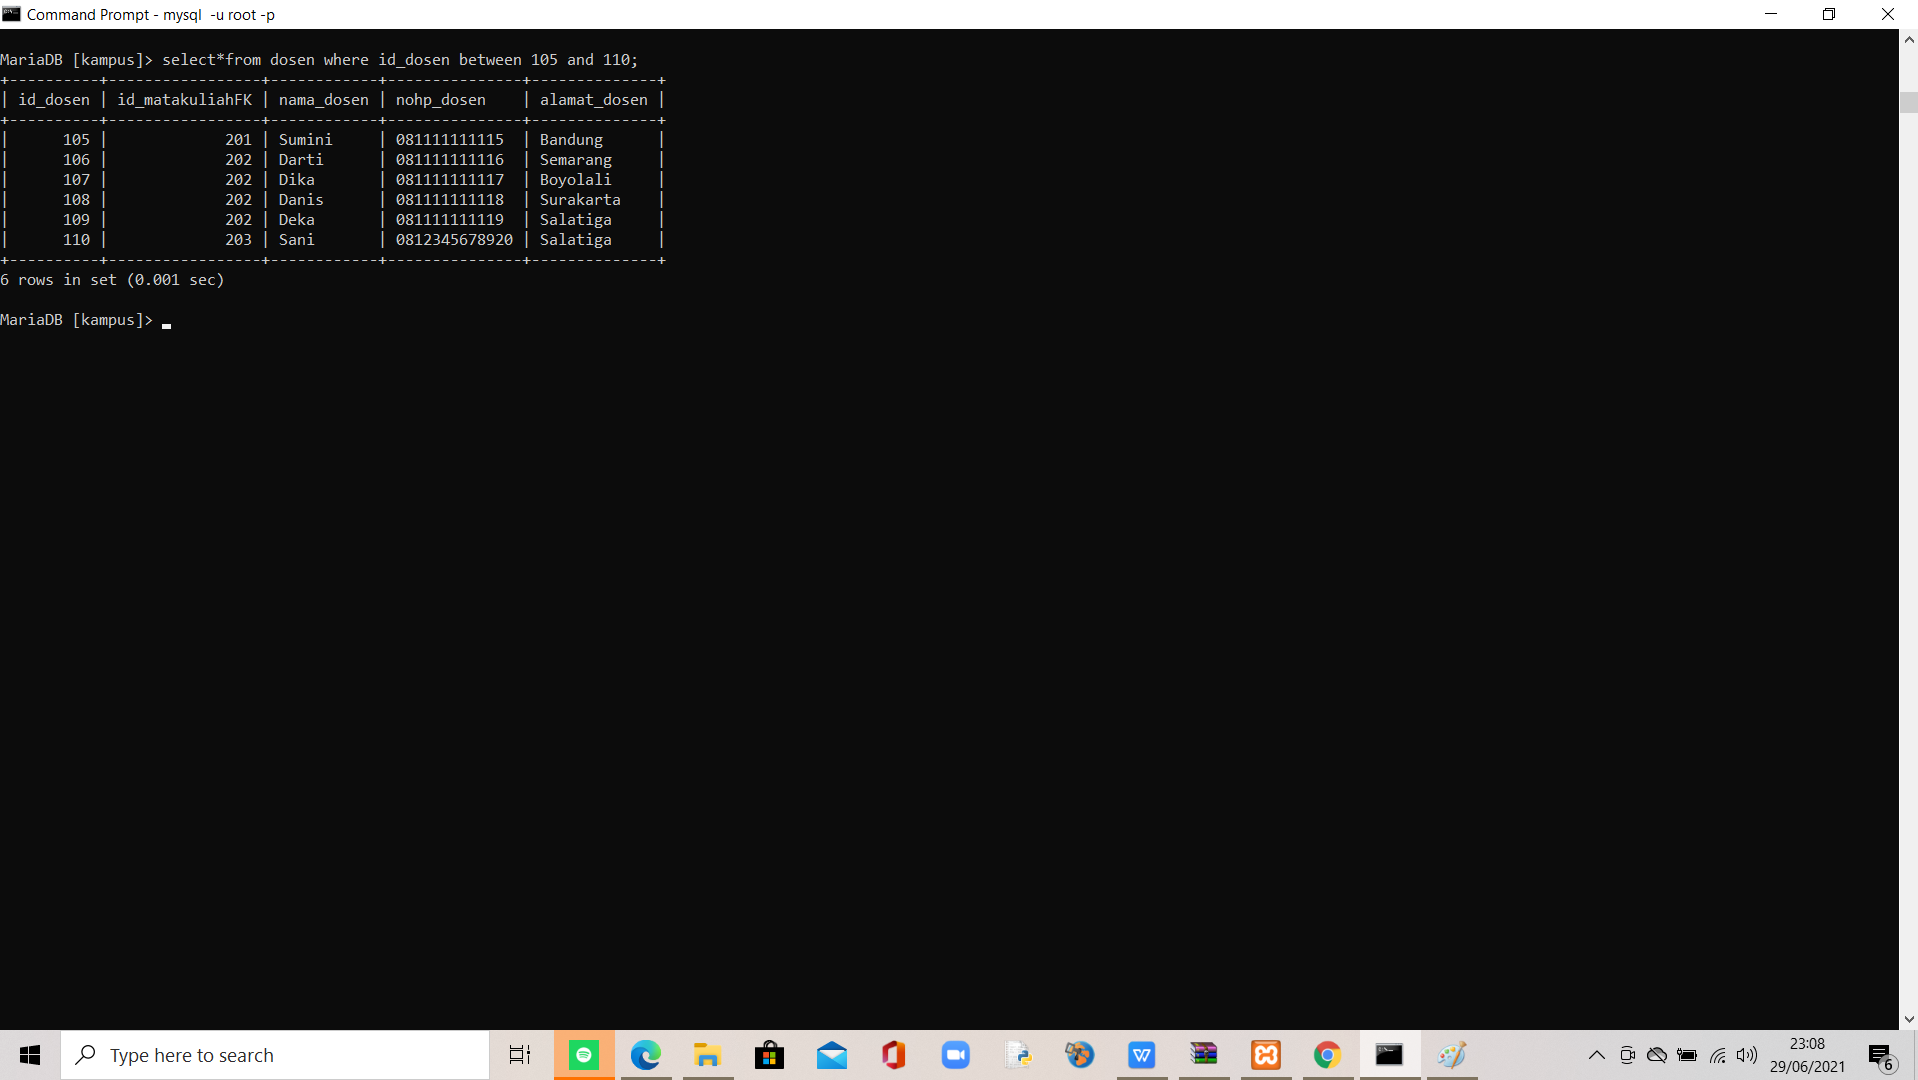 Command Prompt - mysql  -u root -p
MariaDB [kampus]> select*from dosen where id_dosen between 105 and 110;
+----------+-----------------+------------+---------------+--------------+
| id_dosen | id_matakuliahFK | nama_dosen | nohp_dosen    | alamat_dosen |
+----------+-----------------+------------+---------------+--------------+
|      105 |             201 | Sumini     | 081111111115  | Bandung      |
|      106 |             202 | Darti      | 081111111116  | Semarang     |
|      107 |             202 | Dika       | 081111111117  | Boyolali     |
|      108 |             202 | Danis      | 081111111118  | Surakarta    |
|      109 |             202 | Deka       | 081111111119  | Salatiga     |
|      110 |             203 | Sani       | 0812345678920 | Salatiga     |
+----------+-----------------+------------+---------------+--------------+
6 rows in set (0.001 sec)
MariaDB [kampus]>
Type here to search
23:08
29/06/2021
6